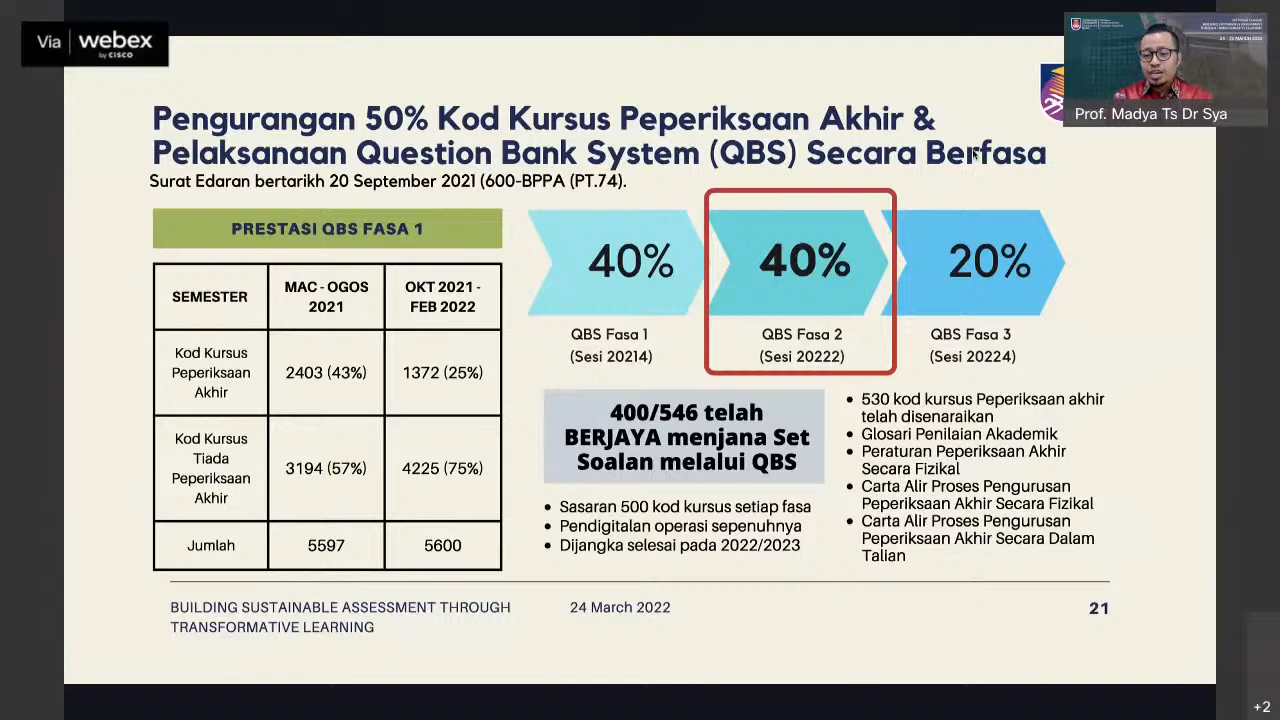 Via webex
by CISCO
Prof. Madya Ts Dr Sya
Pengurangan 50% Kod Kursus Peperiksaan Akhir &
Pelaksanaan Question Bank System (QBS) Secara Berfasa
Surat Edaran bertarikh 20 September 2021 (600-BPPA (PT.74).
PRESTASI QBS FASA 1
SEMESTER
MAC - OGOS
2021
OKT 2021 -
FEB 2022
Kod Kursus
Peperiksaan
Akhir
2403 (43%)
1372 (25%)
Kod Kursus
Tiada
Peperiksaan
Akhir
3194 (57%)
4225 (75%)
Jumlah
5597
5600
40%
40%
20%
QBS Fasa 1
(Sesi 20214)
QBS Fasa 2
(Sesi 20222)
QBS Fasa 3
(Sesi 20224)
400/546 telah
BERJAYA menjana Set
Soalan melalui QBS
• Sasaran 500 kod kursus setiap fasa
• Pendigitalan operasi sepenuhnya
• Dijangka selesai pada 2022/2023
• 530 kod kursus Peperiksaan akhir
telah disenaraikan
• Glosari Penilaian Akademik
• Peraturan Peperiksaan Akhir
Secara Fizikal
• Carta Alir Proses Pengurusan
Peperiksaan Akhir Secara Fizikal
• Carta Alir Proses Pengurusan
Peperiksaan Akhir Secara Dalam
Talian
BUILDING SUSTAINABLE ASSESSMENT THROUGH
TRANSFORMATIVE LEARNING
24 March 2022
21
+2